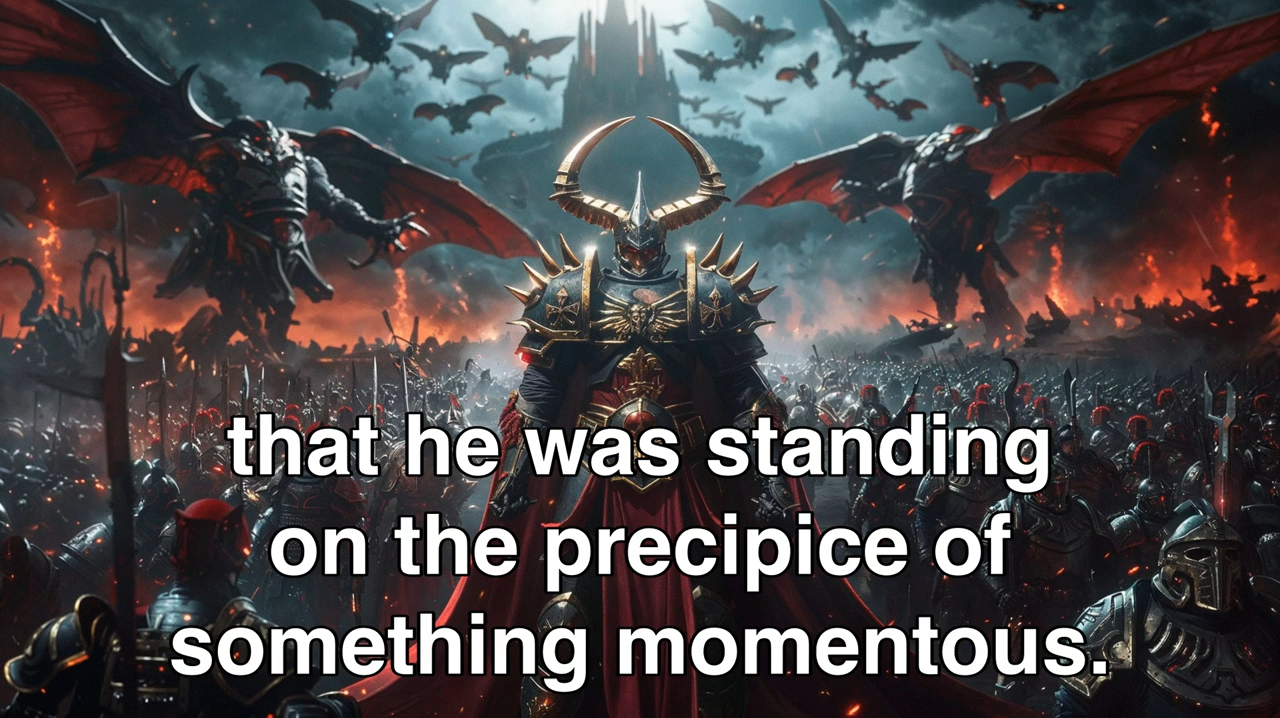 that he was standing
on the precipice of
something momentous.